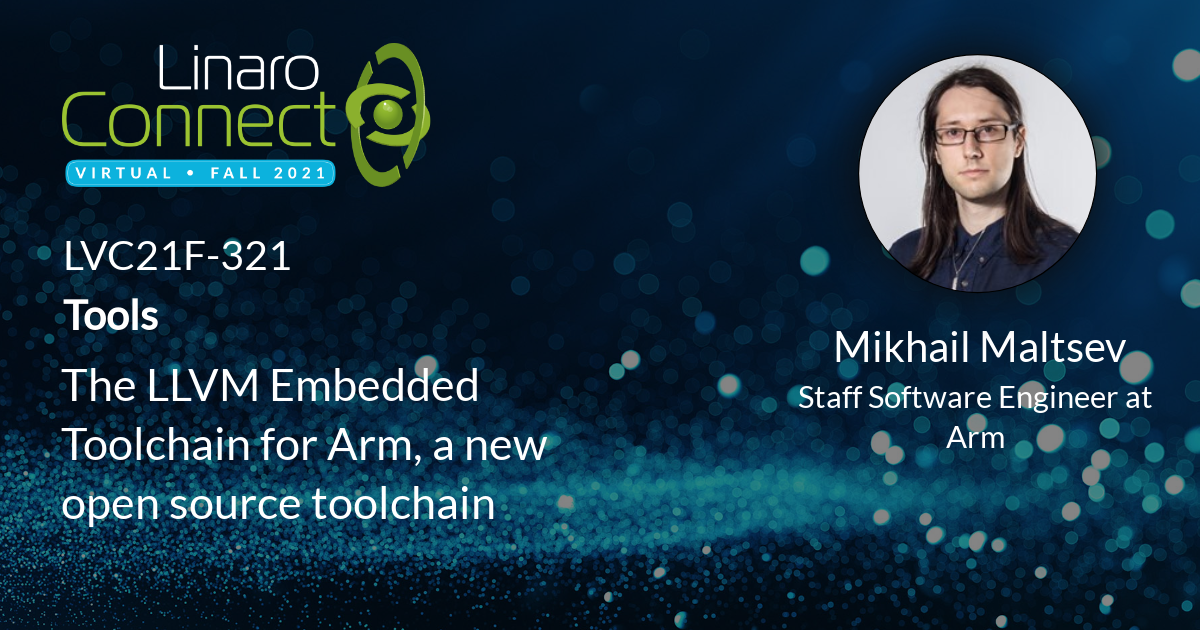 Linaro
Connect
VIRTUAL • FALL 2021
LVC21F-321
Tools
The LLVM Embedded
Toolchain for Arm, a new
open source toolchain
Mikhail Maltsev
Staff Software Engineer at
Arm